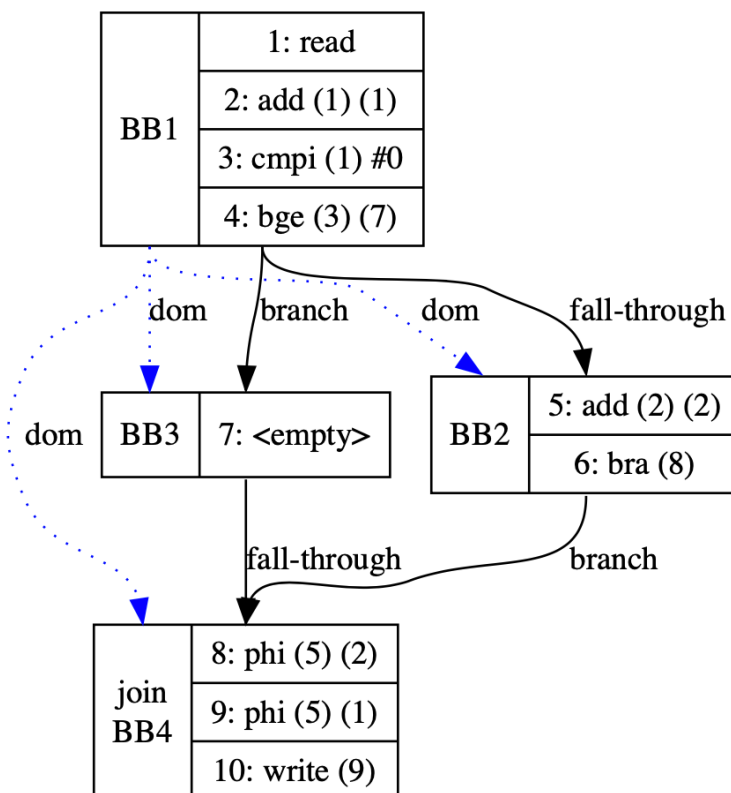 BB1
1: read
2: add (1) (1)
3: cmpi (1) #0
4: bge (3) (7)
dom
branch
dom
fall-through
dom
BB3
7: <empty>
BB2
5: add (2) (2)
6: bra (8)
fall-through
branch
join
BB4
8: phi (5) (2)
9: phi (5) (1)
10: write (9)